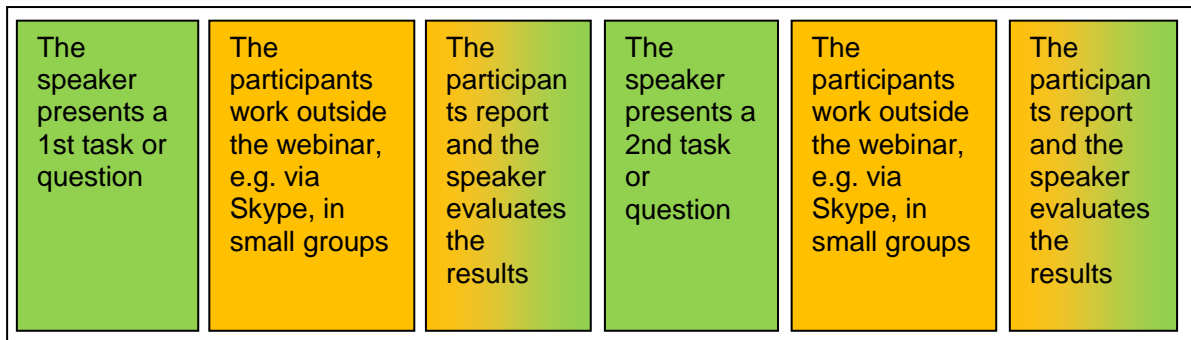 The
speaker
presents a
1st task or
question
The
participants
work outside
the webinar,
e.g. via
Skype, in
small groups
The
participan
ts report
and the
speaker
evaluates
the
results
The
speaker
presents a
2nd task
or
question
The
participants
work outside
the webinar,
e.g. via
Skype, in
small groups
The
participan
ts report
and the
speaker
evaluates
the
results